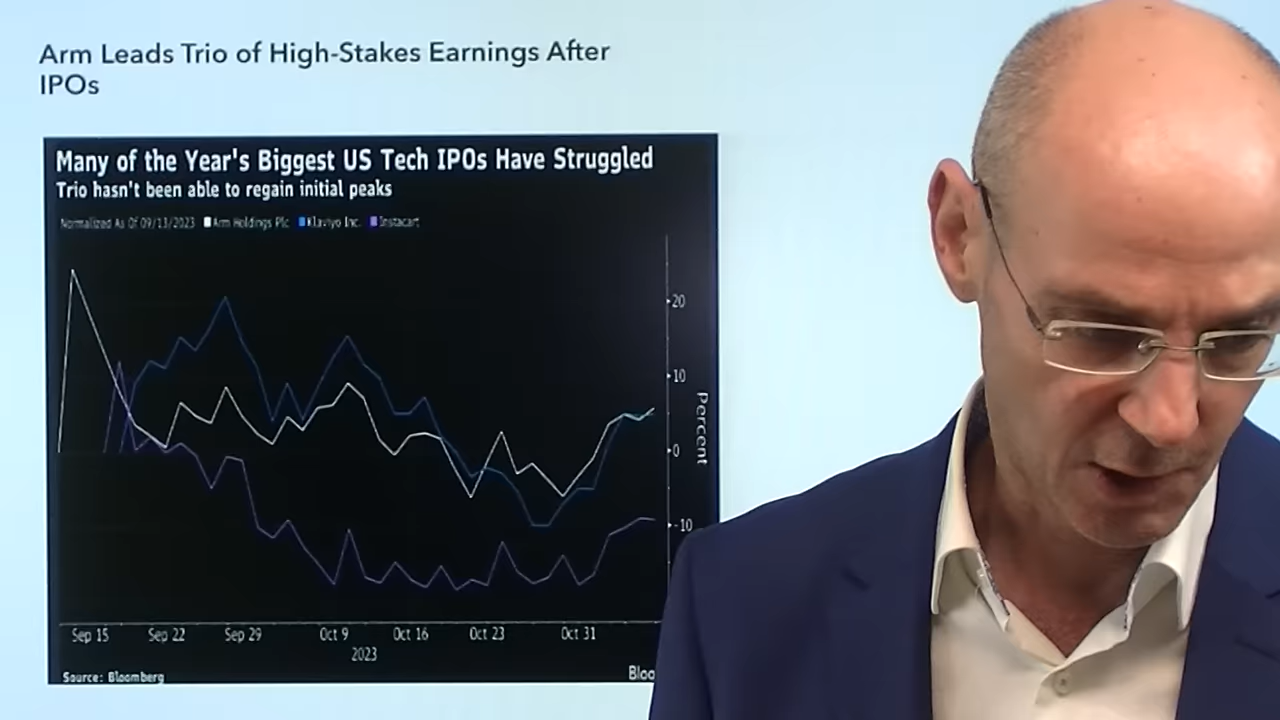 Arm Leads Trio of High-Stakes Earnings After
IPOs
Many of the Year's Biggest US Tech IPOs Have Struggled
Trio hasn't been able to regain initial peaks
Normalized As Of 09/13/2023 Arm Holdings Plc Klaviyo Inc. Instacart
20
10
0
-10
Percent
Sep 15 Sep 22 Sep 29 Oct 9 Oct 16 Oct 23 Oct 31
2023
Source: Bloomberg
Bloo